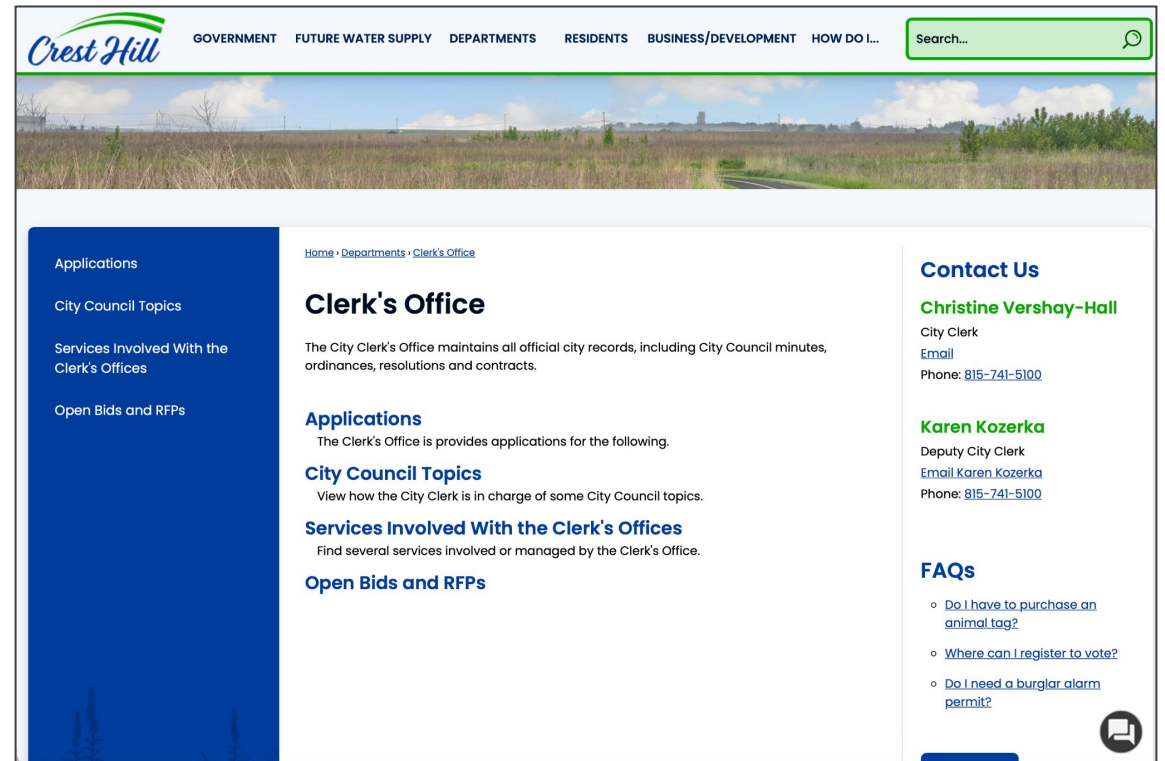 Crest Hill
GOVERNMENT
FUTURE WATER SUPPLY
DEPARTMENTS
RESIDENTS
BUSINESS/DEVELOPMENT
HOW DO I...
Search...
Applications
City Council Topics
Services Involved With the
Clerk's Offices
Open Bids and RFPs
Home › Departments › Clerk's Office
Clerk's Office
The City Clerk's Office maintains all official city records, including City Council minutes,
ordinances, resolutions and contracts.
Applications
The Clerk's Office is provides applications for the following.
City Council Topics
View how the City Clerk is in charge of some City Council topics.
Services Involved With the Clerk's Offices
Find several services involved or managed by the Clerk's Office.
Open Bids and RFPs
Contact Us
Christine Vershay-Hall
City Clerk
Email
Phone: 815-741-5100
Karen Kozerka
Deputy City Clerk
Email Karen Kozerka
Phone: 815-741-5100
FAQs
Do I have to purchase an
animal tag?
Where can I register to vote?
Do I need a burglar alarm
permit?